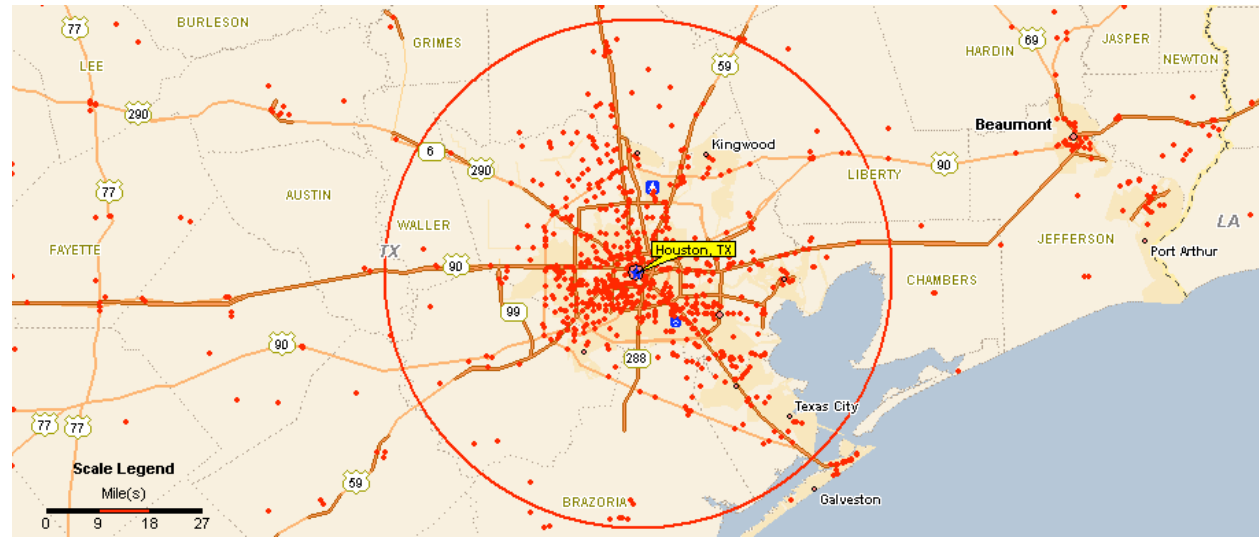 BURLESON
77
69
JASPER
GRIMES
HARDIN
LEE
59
NEWTON
290
Beaumont
6
Kingwood
290
90
77
LIBERTY
AUSTIN
WALLER
LA
FAYETTE
TX
Houston, TX
JEFFERSON
Port Arthur
90
CHAMBERS
77
99
90
288
Texas City
77
77
Scale Legend
Mile(s)
59
BRAZORIA
Galveston
0 9 18 27